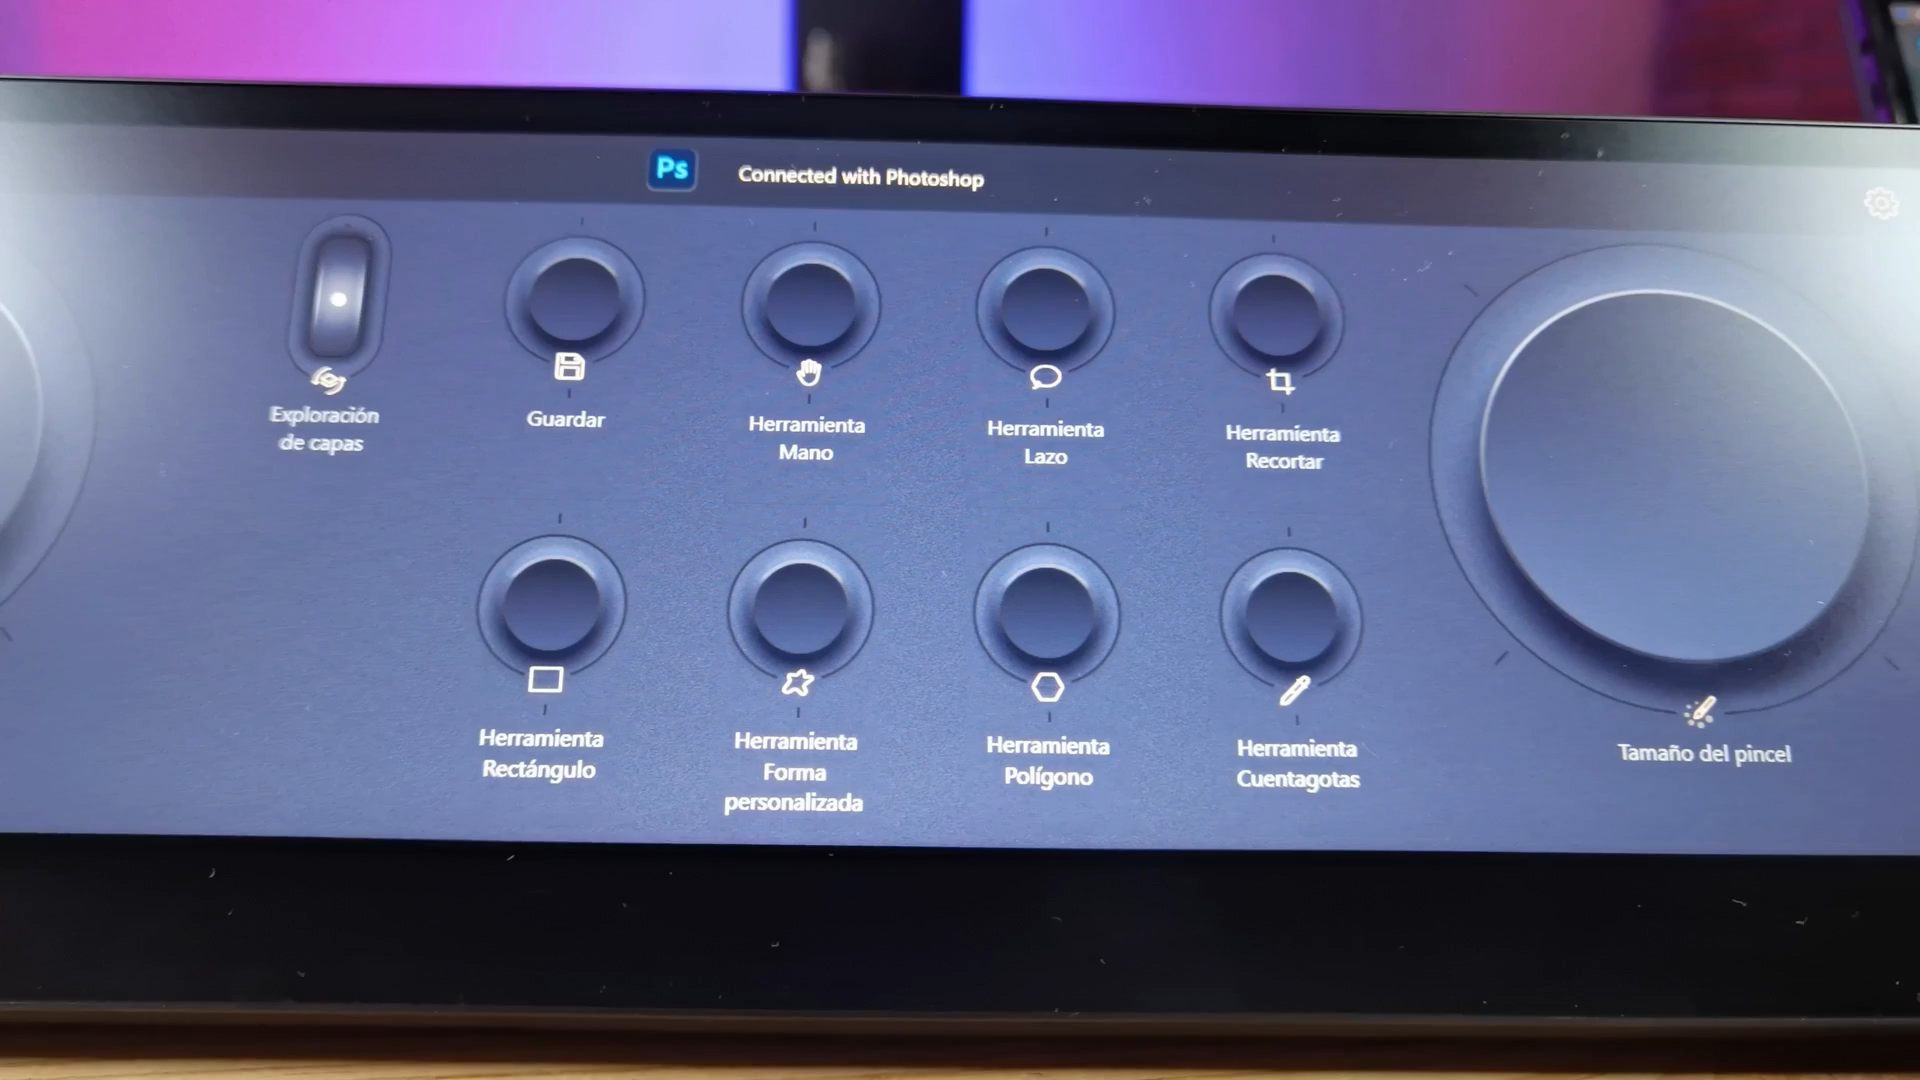 Ps
Connected with Photoshop
Exploración
de capas
Guardar
Herramienta
Mano
Herramienta
Lazo
Herramienta
Recortar
Herramienta
Rectángulo
Herramienta
Forma
personalizada
Herramienta
Polígono
Herramienta
Cuentagotas
Tamaño del pincel